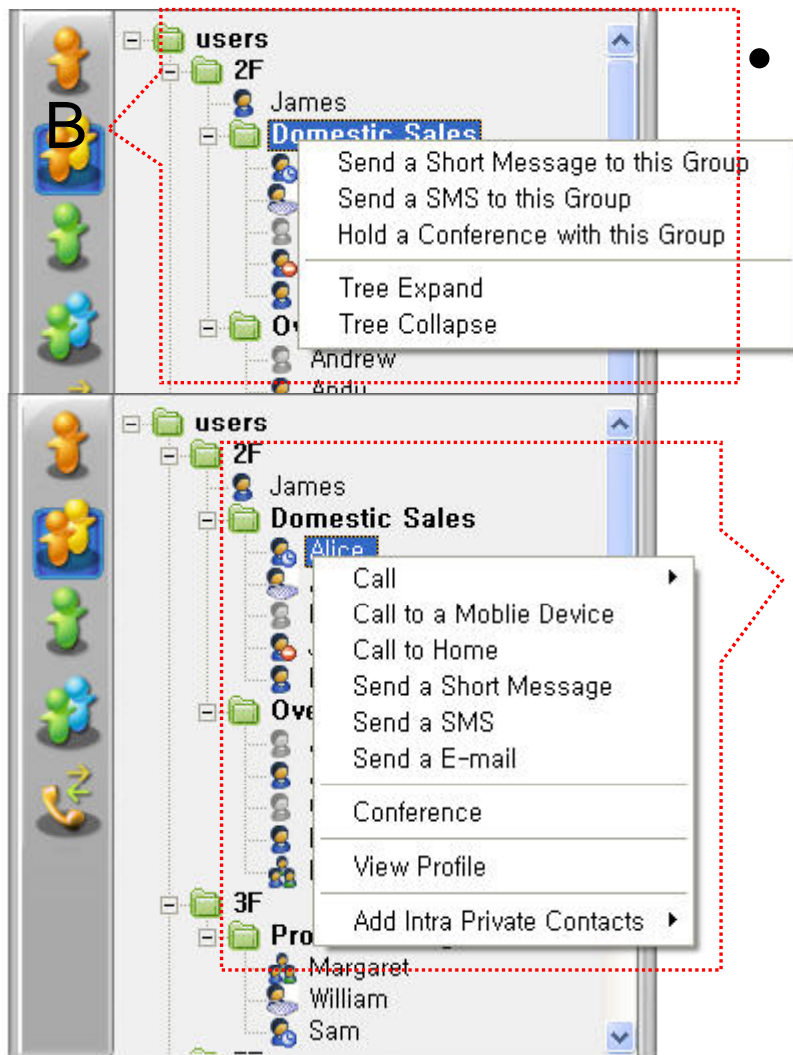 users
2F
B
James
Domestic Sales
Send a Short Message to this Group
Send a SMS to this Group
Hold a Conference with this Group
Tree Expand
Tree Collapse
Andrew
Andy
users
2F
James
Domestic Sales
Alice
Call
Call to a Moblie Device
Call to Home
Send a Short Message
Send a SMS
Send a E-mail
Conference
View Profile
3F
Add Intra Private Contacts
Margaret
William
Sam